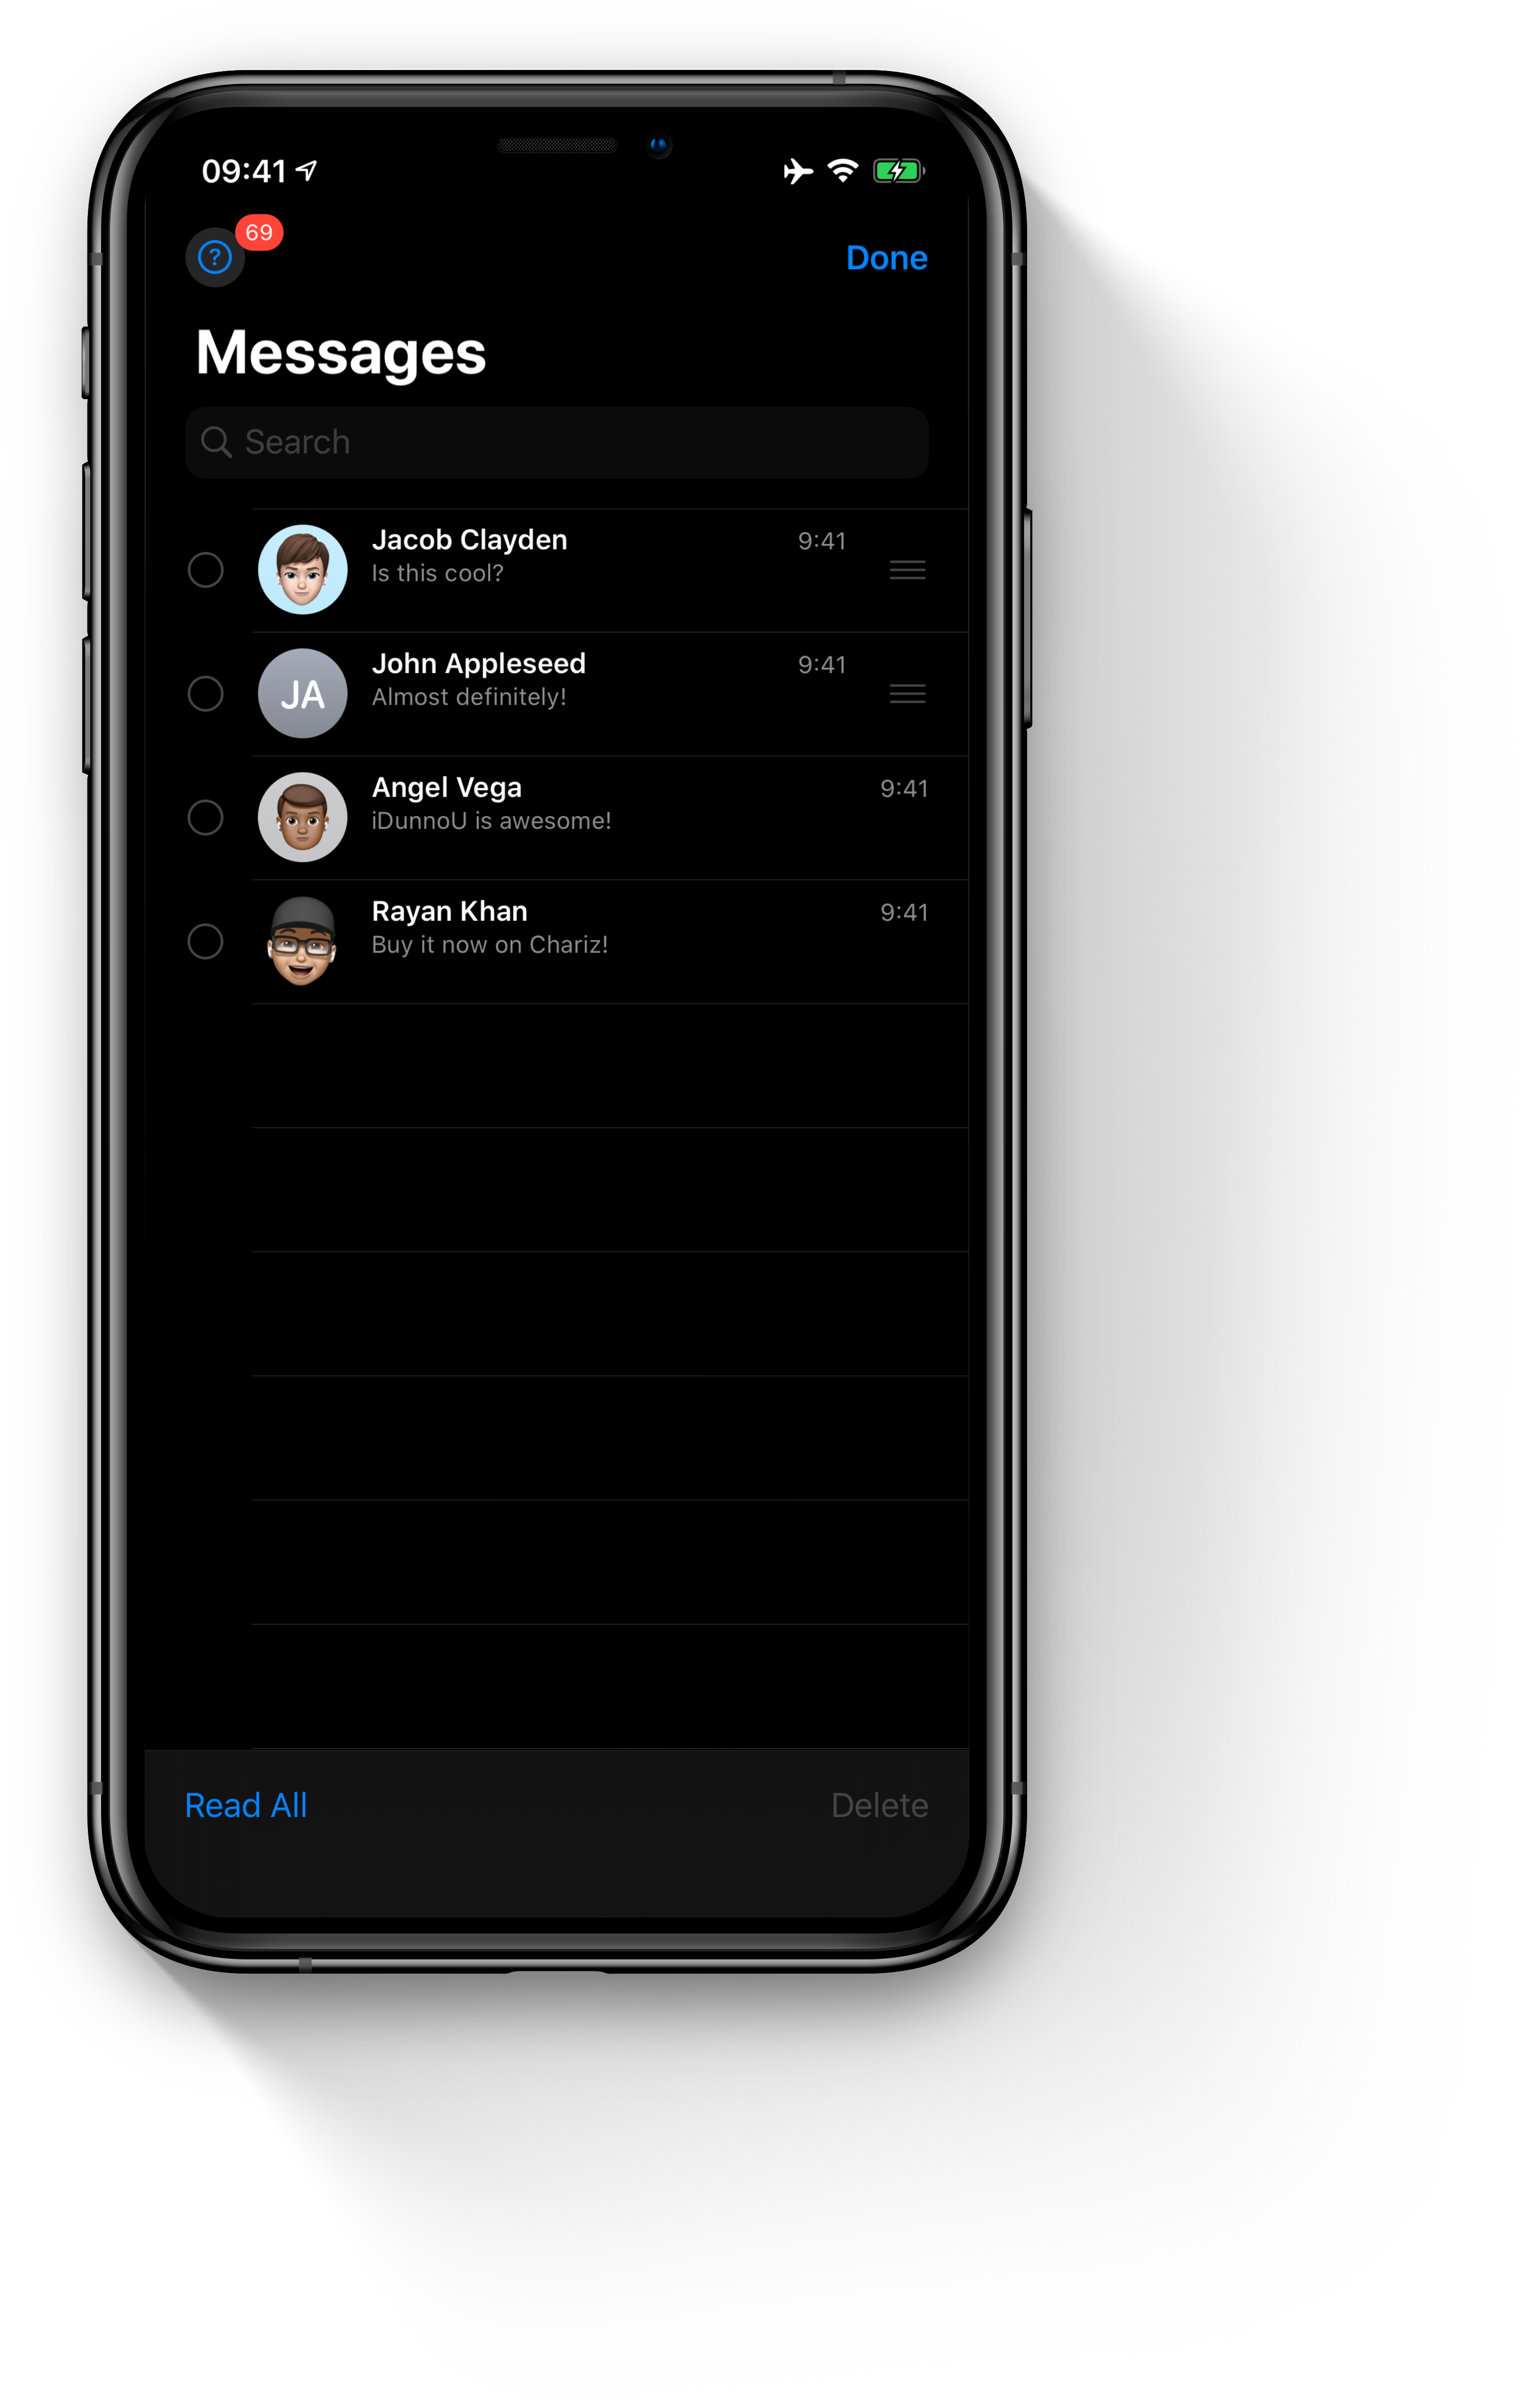 09:41
69
?
Done
Messages
Search
Jacob Clayden 9:41
Is this cool?
JA
John Appleseed 9:41
Almost definitely!
Angel Vega 9:41
iDunnoU is awesome!
Rayan Khan 9:41
Buy it now on Chariz!
Read All Delete